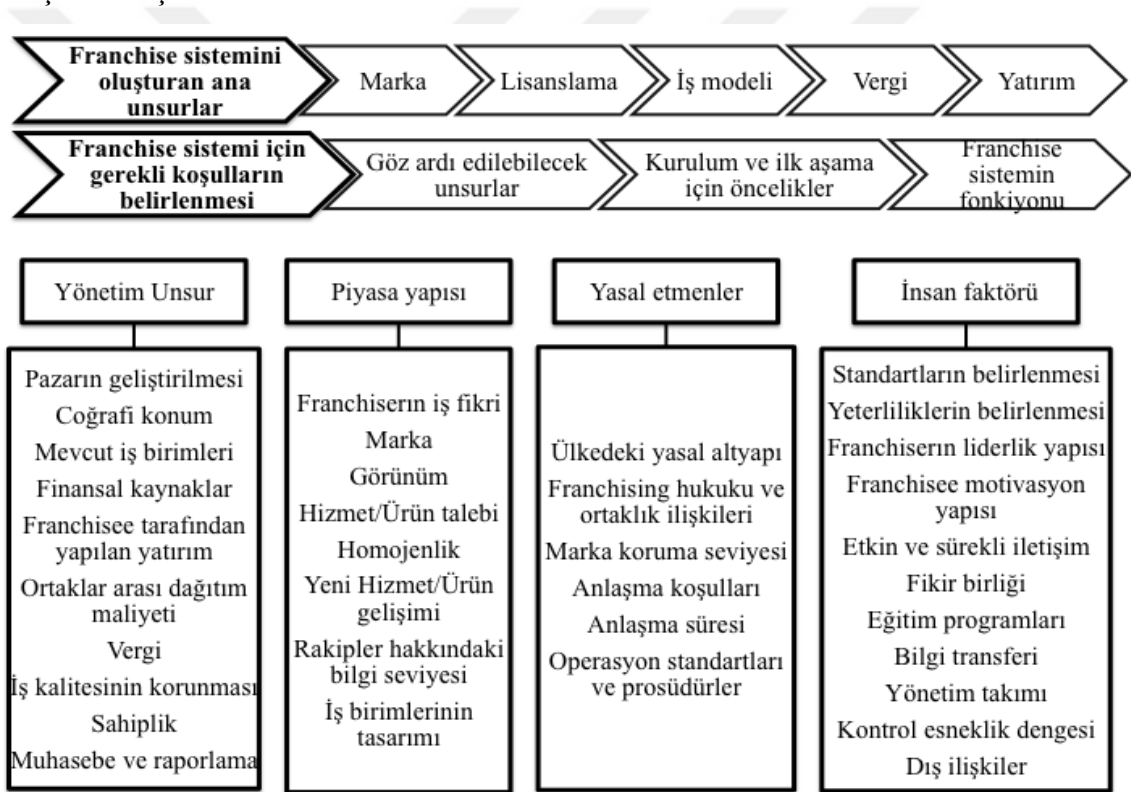 Franchise sistemini
oluşturan ana
unsurlar
Marka
Lisanslama
İş modeli
Vergi
Yatırım
Franchise sistemi için
gerekli koşulların
belirlenmesi
Göz ardı edilebilecek
unsurlar
Kurulum ve ilk aşama
için öncelikler
Franchise
sistemin
fonkiyonu
Yönetim Unsur
Pazarın geliştirilmesi
Coğrafi konum
Mevcut iş birimleri
Finansal kaynaklar
Franchisee tarafından
yapılan yatırım
Ortaklar arası dağıtım
maliyeti
Vergi
İş kalitesinin korunması
Sahiplik
Muhasebe ve raporlama
Piyasa yapısı
Franchiserın iş fikri
Marka
Görünüm
Hizmet/Ürün talebi
Homojenlik
Yeni Hizmet/Ürün
gelişimi
Rakipler hakkındaki
bilgi seviyesi
İş birimlerinin
tasarımı
Yasal etmenler
Ülkedeki yasal altyapı
Franchising hukuku ve
ortaklık ilişkileri
Marka koruma seviyesi
Anlaşma koşulları
Anlaşma süresi
Operasyon standartları
ve prosüdürler
İnsan faktörü
Standartların belirlenmesi
Yeterliliklerin belirlenmesi
Franchiserın liderlik yapısı
Franchisee motivasyon
yapısı
Etkin ve sürekli iletişim
Fikir birliği
Eğitim programları
Bilgi transferi
Yönetim takımı
Kontrol esneklik dengesi
Dış ilişkiler